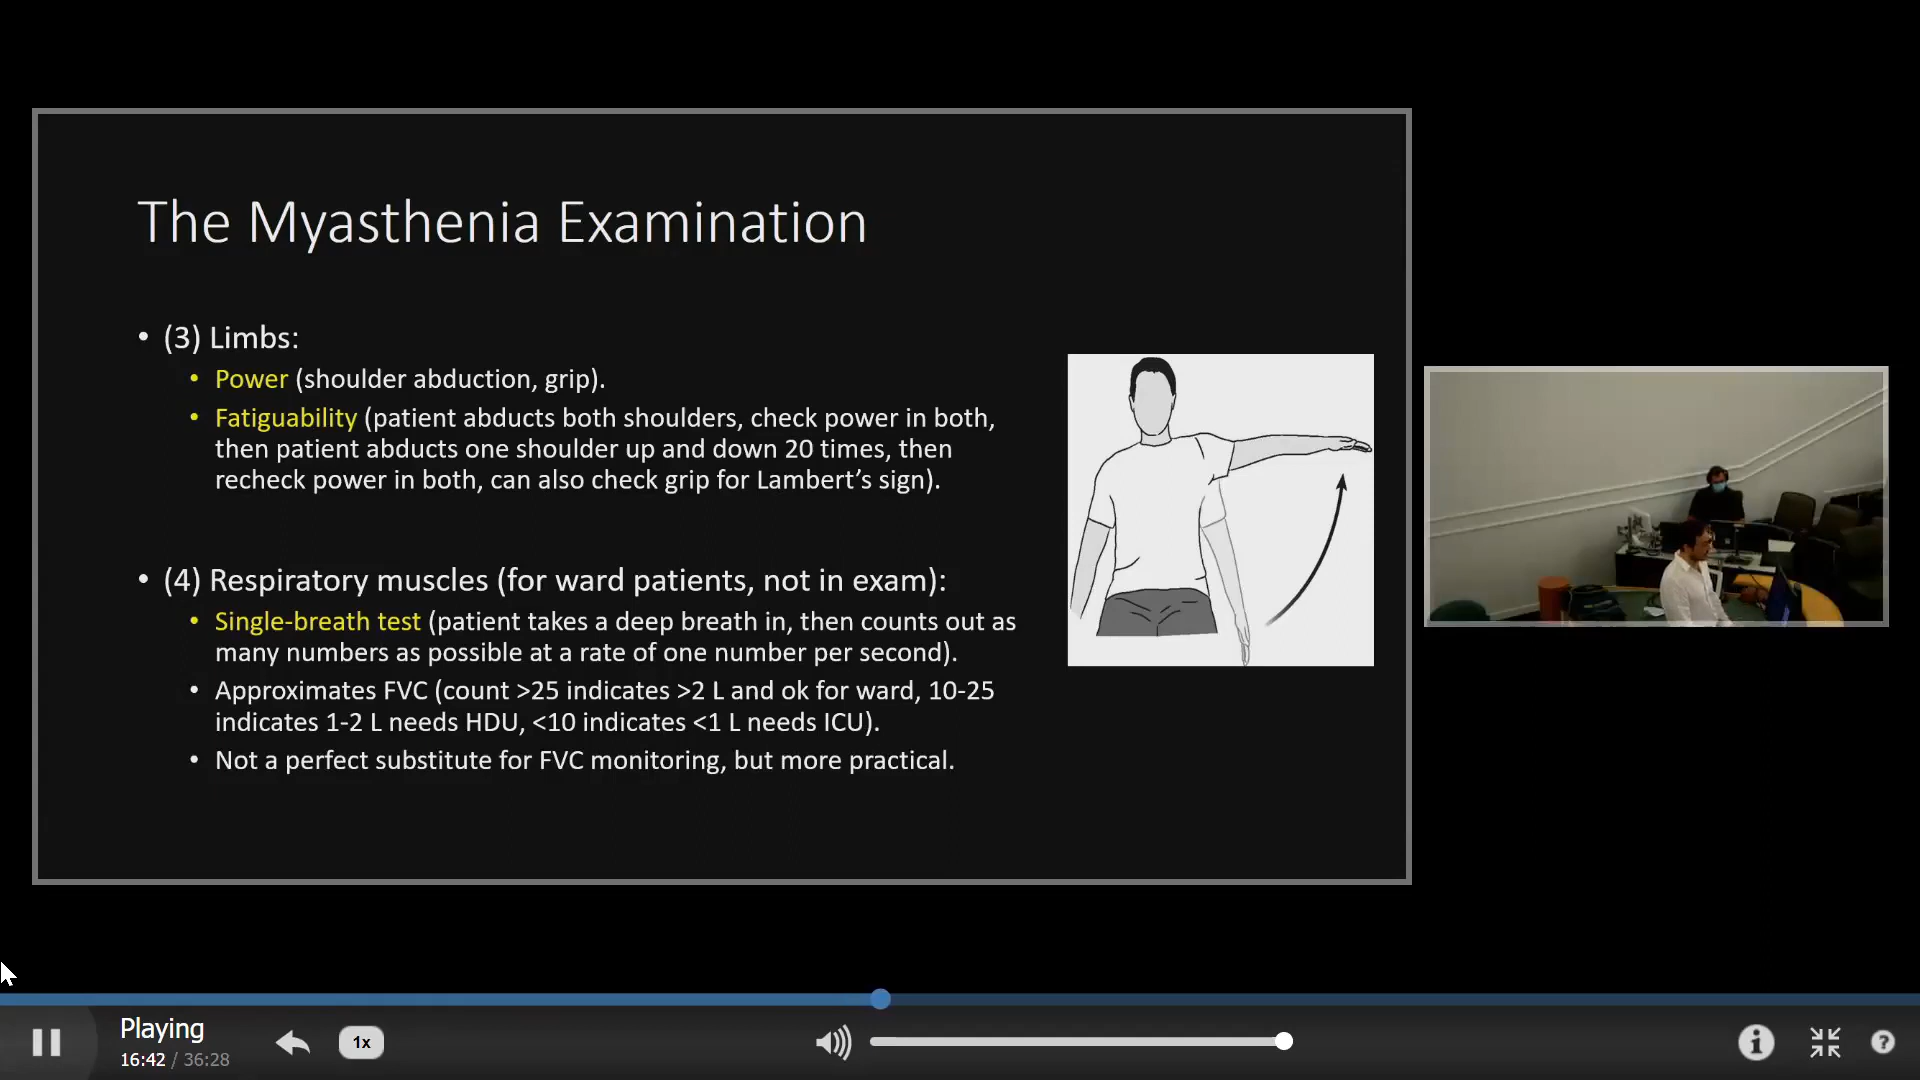 The Myasthenia Examination
• (3) Limbs:
• Power (shoulder abduction, grip).
• Fatiguability (patient abducts both shoulders, check power in both,
then patient abducts one shoulder up and down 20 times, then
recheck power in both, can also check grip for Lambert's sign).
• (4) Respiratory muscles (for ward patients, not in exam):
• Single-breath test (patient takes a deep breath in, then counts out as
many numbers as possible at a rate of one number per second).
• Approximates FVC (count >25 indicates >2 L and ok for ward, 10-25
indicates 1-2 L needs HDU, <10 indicates <1 L needs ICU).
• Not a perfect substitute for FVC monitoring, but more practical.
Playing
16:42 / 36:28
1x